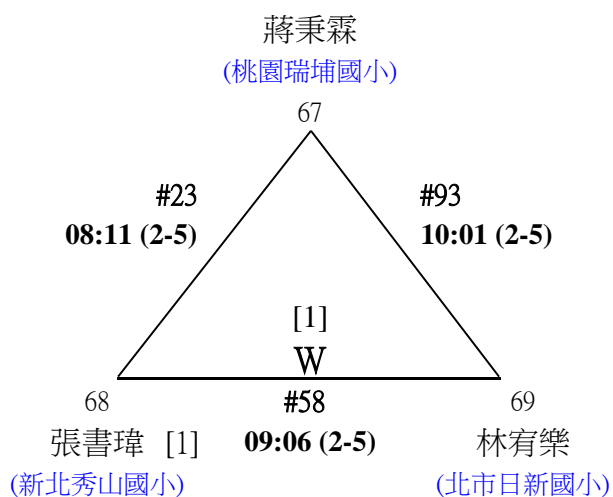 蔣秉霖
(桃園瑞埔國小)
67
#23
08:11 (2-5)
#93
10:01 (2-5)
[1]
W
68
#58
69
張書瑋 [1]
09:06 (2-5)
林宥樂
(新北秀山國小)
(北市日新國小)